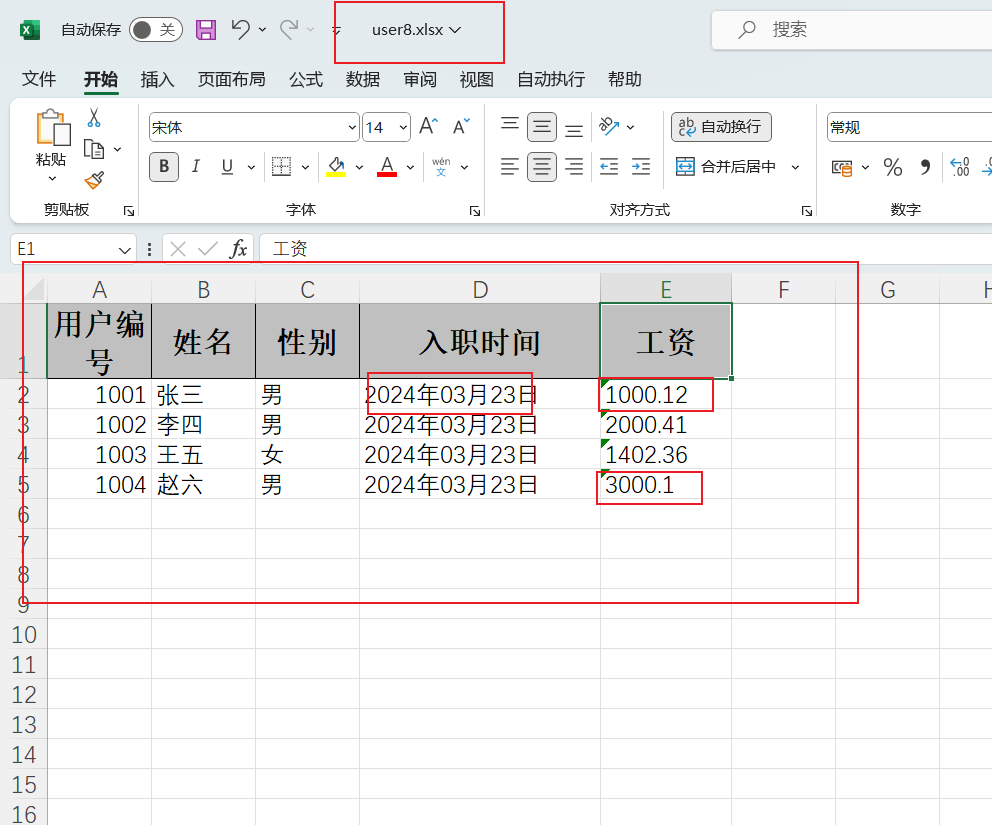 自动保存 关 user8.xlsx 搜索
文件 开始 插入 页面布局 公式 数据 审阅 视图 自动执行 帮助
宋体 14 ab 自动换行 常规
粘贴 B I U A wén 文 合并后居中 % .00
剪贴板 字体 对齐方式 数字
E1 fx 工资
A B C D E F G H
1 用户编号 姓名 性别 入职时间 工资
2 1001 张三 男 2024年03月23日 1000.12
3 1002 李四 男 2024年03月23日 2000.41
4 1003 王五 女 2024年03月23日 1402.36
5 1004 赵六 男 2024年03月23日 3000.1
6
7
8
9
10
11
12
13
14
15
16